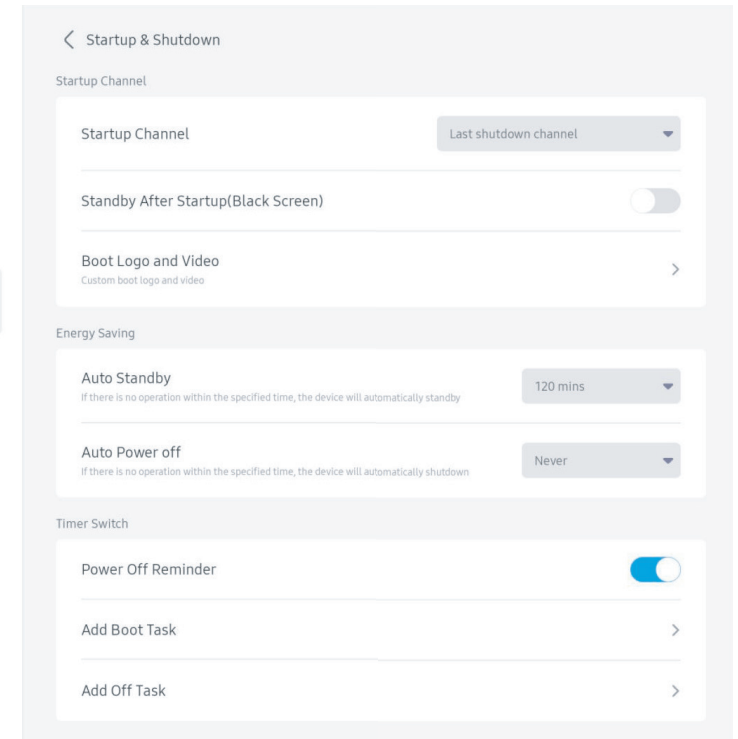 Startup & Shutdown
Startup Channel
Startup Channel
Last shutdown channel
Standby After Startup(Black Screen)
Boot Logo and Video
Custom boot logo and video
Energy Saving
Auto Standby
If there is no operation within the specified time, the device will automatically standby
120 mins
Auto Power off
If there is no operation within the specified time, the device will automatically shutdown
Never
Timer Switch
Power Off Reminder
Add Boot Task
Add Off Task